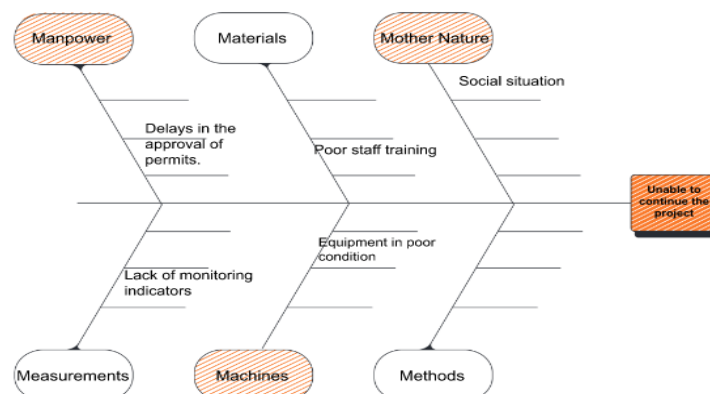 Manpower
Materials
Mother Nature
Social situation
Delays in the
approval of
permits.
Poor staff training
Unable to
continue the
project
Equipment in poor
condition
Lack of monitoring
indicators
Measurements
Machines
Methods